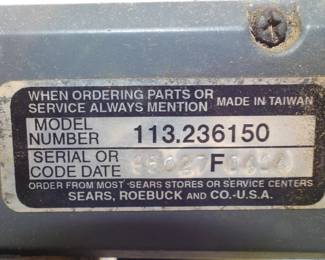 WHEN ORDERING PARTS OR
SERVICE ALWAYS MENTION MADE IN TAIWAN
MODEL
NUMBER 113.236150
SERIAL OR
CODE DATE F
ORDER FROM MOST SEARS STORES OR SERVICE CENTERS
SEARS, ROEBUCK AND CO.-U.S.A.